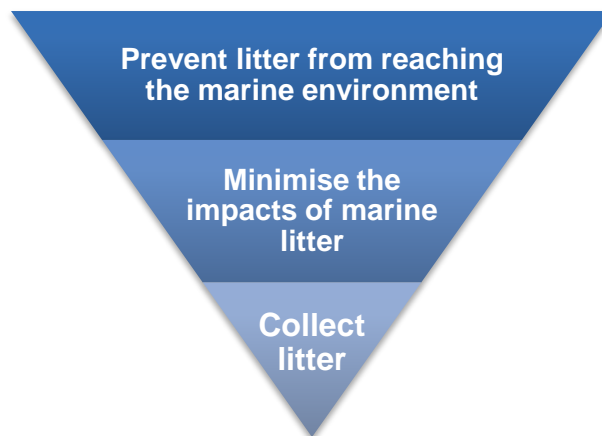 Prevent litter from reaching
the marine environment
Minimise the
impacts of marine
litter
Collect
litter